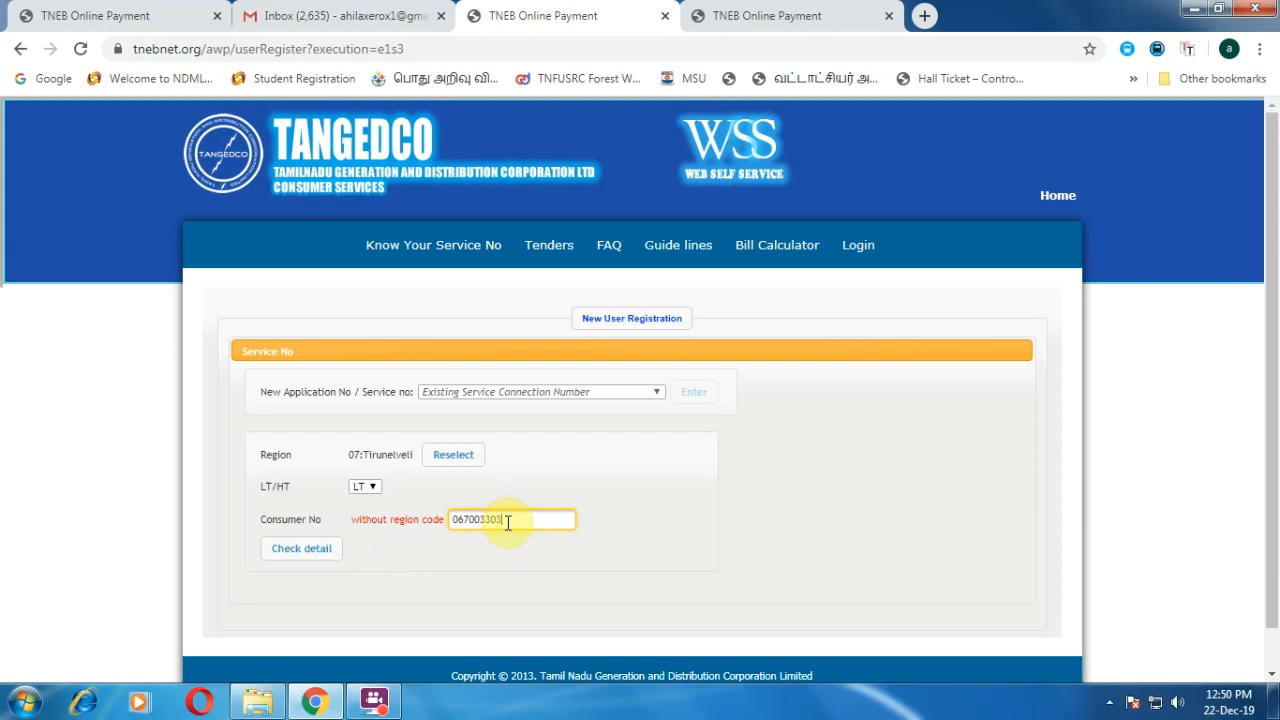 TNEB Online Payment
Inbox (2,635) - ahilaxerox1@gma
TNEB Online Payment
TNEB Online Payment
tnebnet.org/awp/userRegister?execution=e1s3
a
Google
Welcome to NDML...
Student Registration
பொது அறிவு வி...
TNFUSRC Forest W...
MSU
வட்டாட்சியர் அ...
Hall Ticket – Contro...
»
Other bookmarks
TANGEDCO
TANGEDCO
TAMILNADU GENERATION AND DISTRIBUTION CORPORATION LTD
CONSUMER SERVICES
WSS
WEB SELF SERVICE
Home
Know Your Service No
Tenders
FAQ
Guide lines
Bill Calculator
Login
New User Registration
Service No
New Application No / Service no:
Existing Service Connection Number
Enter
Region
07:Tirunelveli
Reselect
LT/HT
LT
Consumer No
without region code
067003303
Check detail
Copyright © 2013. Tamil Nadu Generation and Distribution Corporation Limited
12:50 PM
22-Dec-19